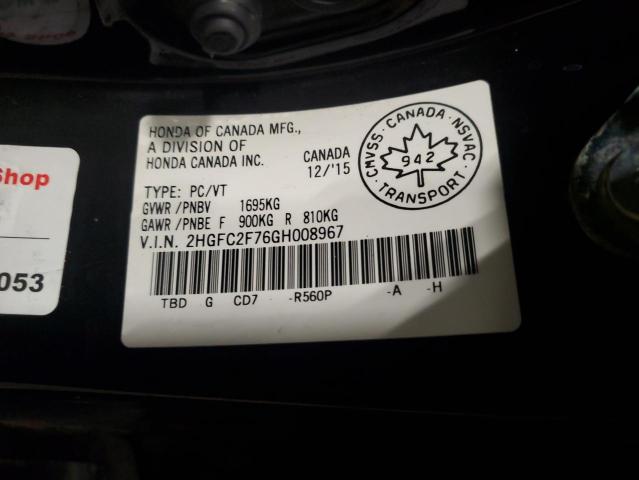 HONDA OF CANADA MFG.,
A DIVISION OF
HONDA CANADA INC.
CANADA
12/'15
CMVSS · CANADA · NSVAC
942
TRANSPORT
TYPE: PC/VT
GVWR /PNBV 1695KG
GAWR /PNBE F 900KG R 810KG
V.I.N. 2HGFC2F76GH008967
TBD G CD7 -R560P -A -H
Shop
053